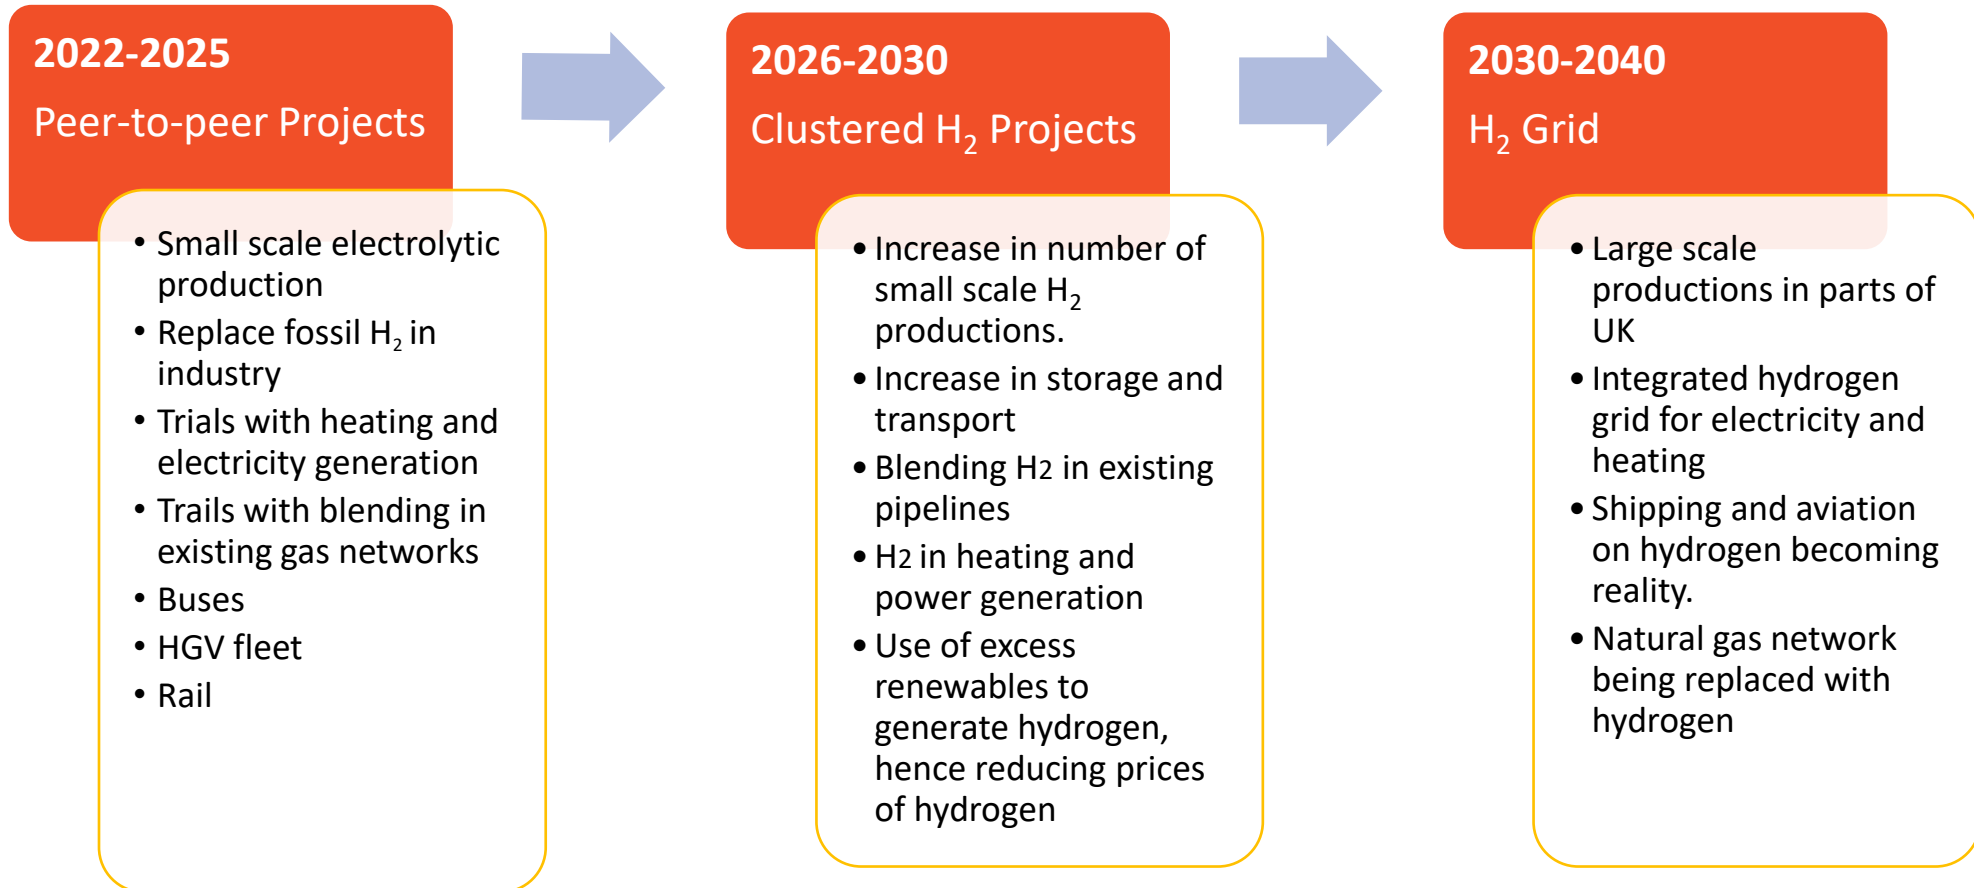 2022-2025
Peer-to-peer Projects
• Small scale electrolytic
production
• Replace fossil H₂ in
industry
• Trials with heating and
electricity generation
• Trails with blending in
existing gas networks
• Buses
• HGV fleet
• Rail
2026-2030
Clustered H₂ Projects
• Increase in number of
small scale H₂
productions.
• Increase in storage and
transport
• Blending H2 in existing
pipelines
• H2 in heating and
power generation
• Use of excess
renewables to
generate hydrogen,
hence reducing prices
of hydrogen
2030-2040
H₂ Grid
• Large scale
productions in parts of
UK
• Integrated hydrogen
grid for electricity and
heating
• Shipping and aviation
on hydrogen becoming
reality.
• Natural gas network
being replaced with
hydrogen